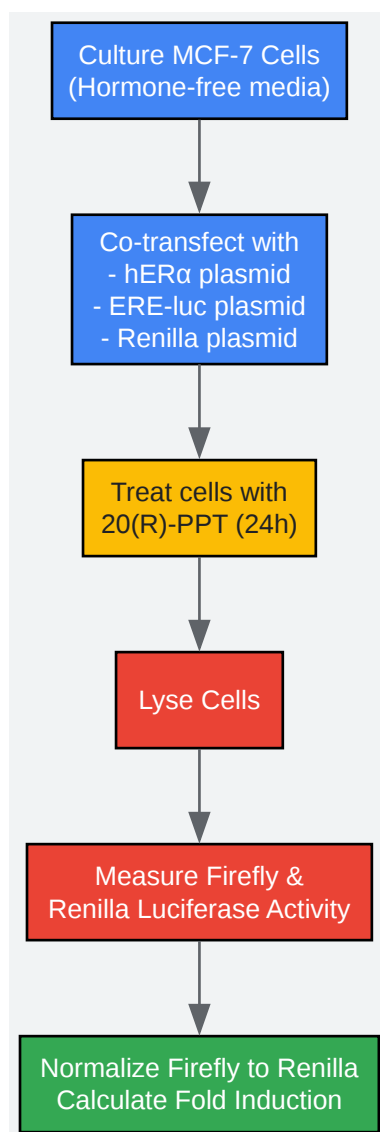 Culture MCF-7 Cells
(Hormone-free media)
Co-transfect with
- hERα plasmid
- ERE-luc plasmid
- Renilla plasmid
Treat cells with
20(R)-PPT (24h)
Lyse Cells
Measure Firefly &
Renilla Luciferase Activity
Normalize Firefly to Renilla
Calculate Fold Induction